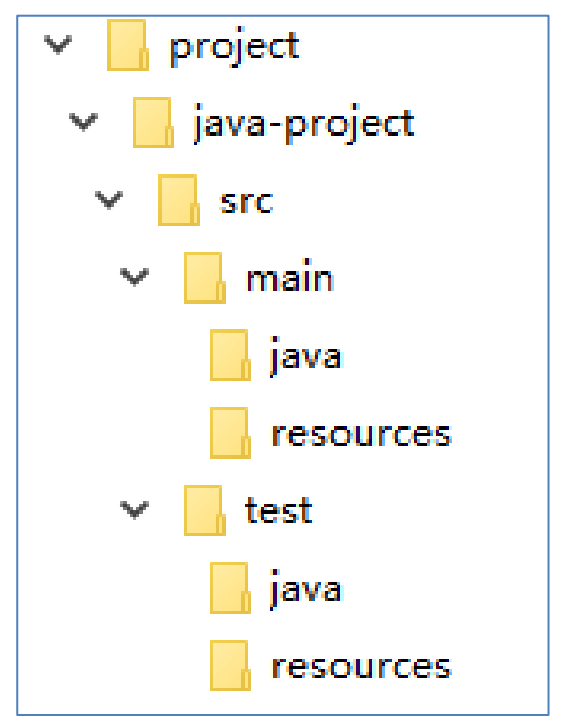 project
java-project
src
main
java
resources
test
java
resources